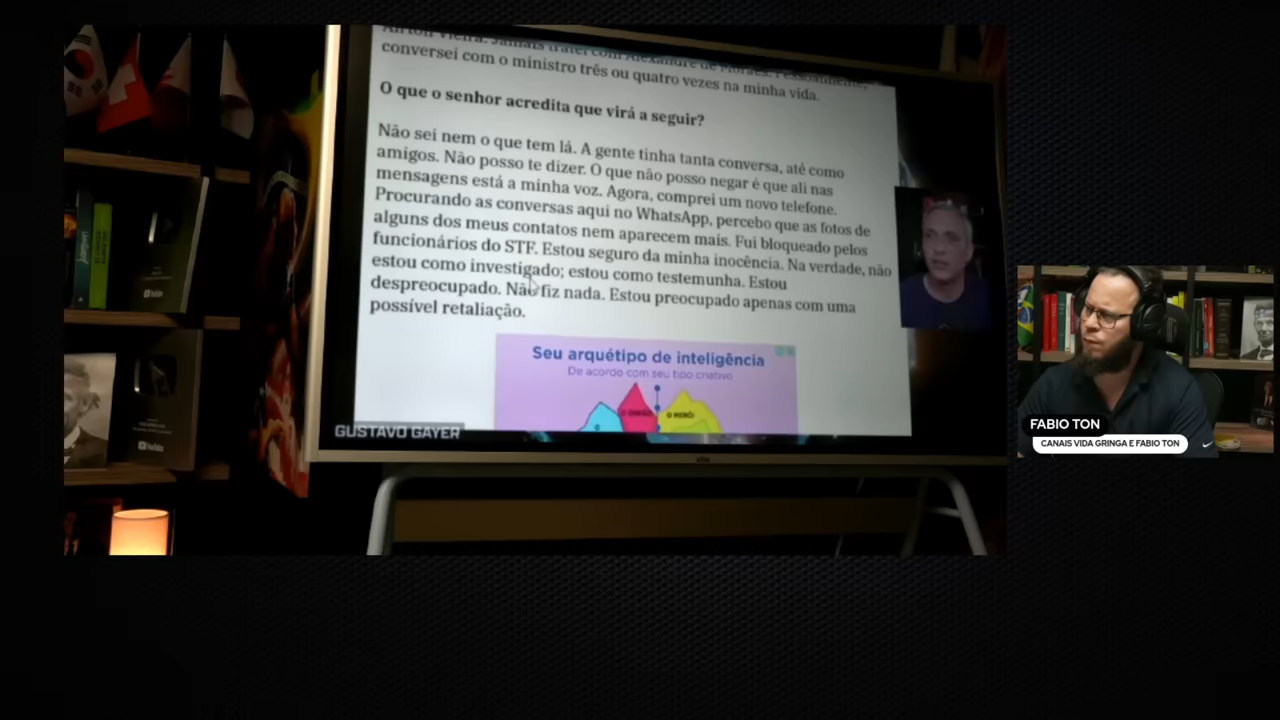 conversei com o ministro três ou quatro vezes na minha vida.
O que o senhor acredita que virá a seguir?
Não sei nem o que tem lá. A gente tinha tanta conversa, até como
amigos. Não posso te dizer. O que não posso negar é que ali nas
mensagens está a minha voz. Agora, comprei um novo telefone.
Procurando as conversas aqui no WhatsApp, percebo que as fotos de
alguns dos meus contatos nem aparecem mais. Fui bloqueado pelos
funcionários do STF. Estou seguro da minha inocência. Na verdade, não
estou como investigado; estou como testemunha. Estou
despreocupado. Não fiz nada. Estou preocupado apenas com uma
possível retaliação.
Seu arquétipo de inteligência
De acordo com seu tipo criativo
O HERÓI
GUSTAVO GAYER
FABIO TON
CANAIS VIDA GRINGA E FABIO TON
YouTube
YouTube